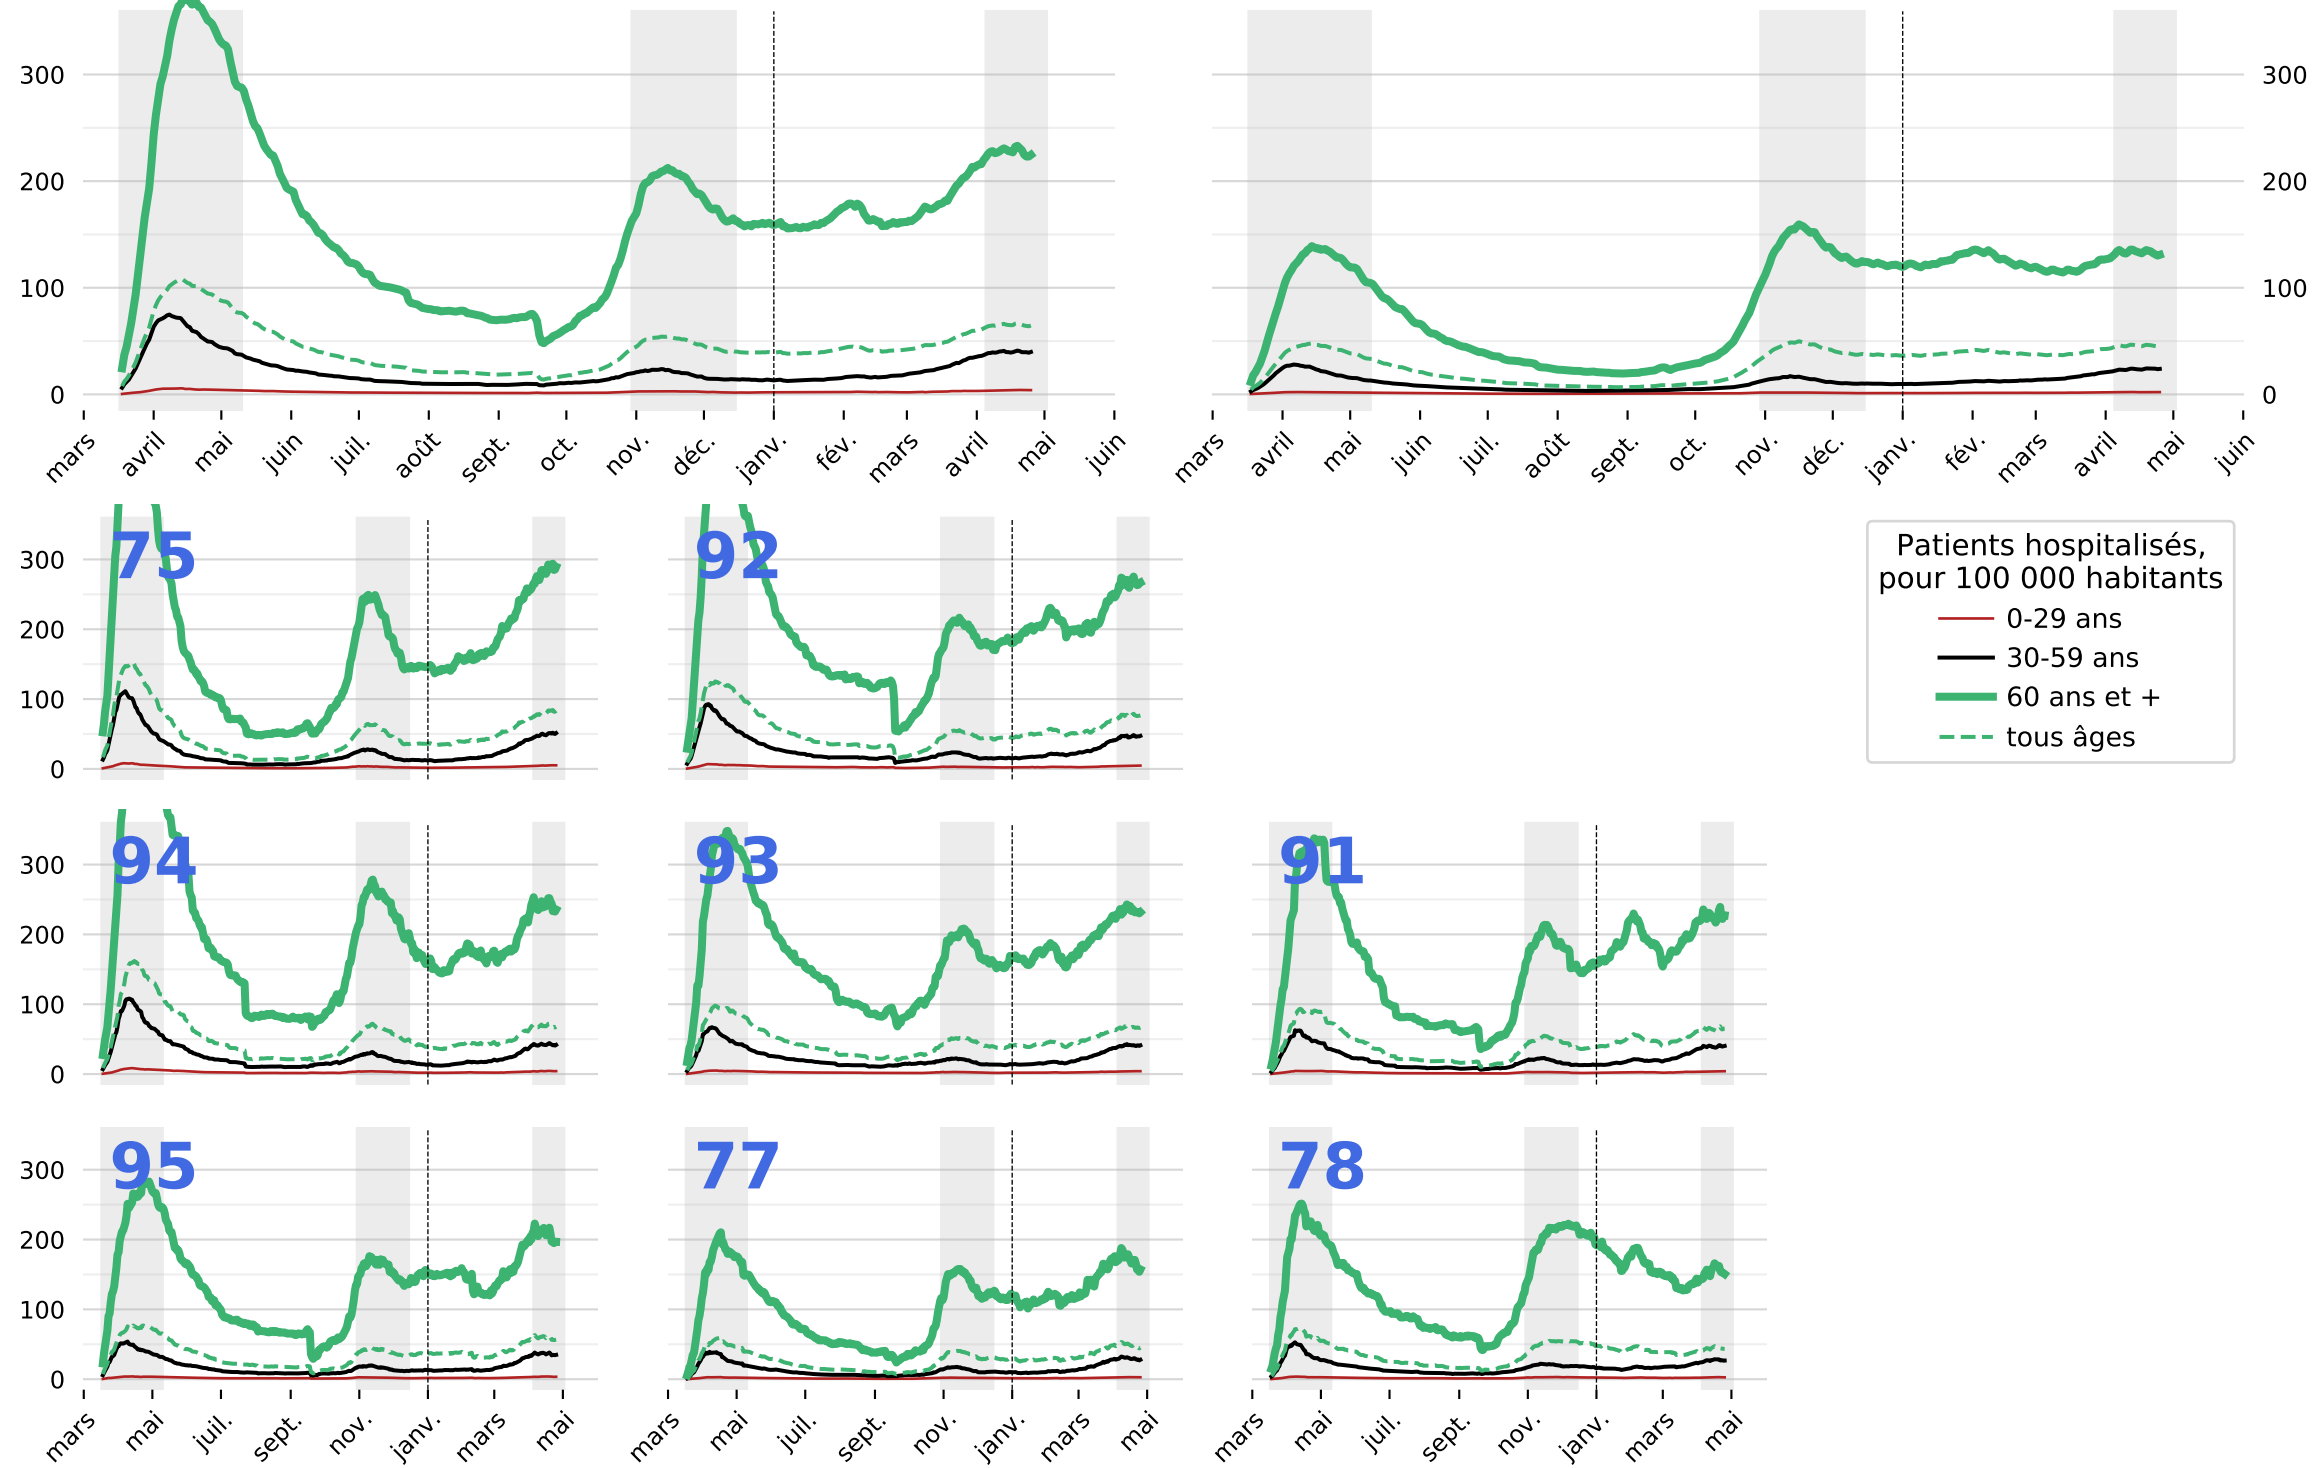 300
200
100
0
mars avril mai juin juil. août sept. oct. nov. déc. janv. fév. mars avril mai juin
300
200
100
0
mars avril mai juin juil. août sept. oct. nov. déc. janv. fév. mars avril mai juin
75
300
200
100
0
92
Patients hospitalisés,
pour 100 000 habitants
0-29 ans
30-59 ans
60 ans et +
tous âges
94
300
200
100
0
93
91
95
300
200
100
0
mars mai juil. sept. nov. janv. mars mai
77
mars mai juil. sept. nov. janv. mars mai
78
mars mai juil. sept. nov. janv. mars mai